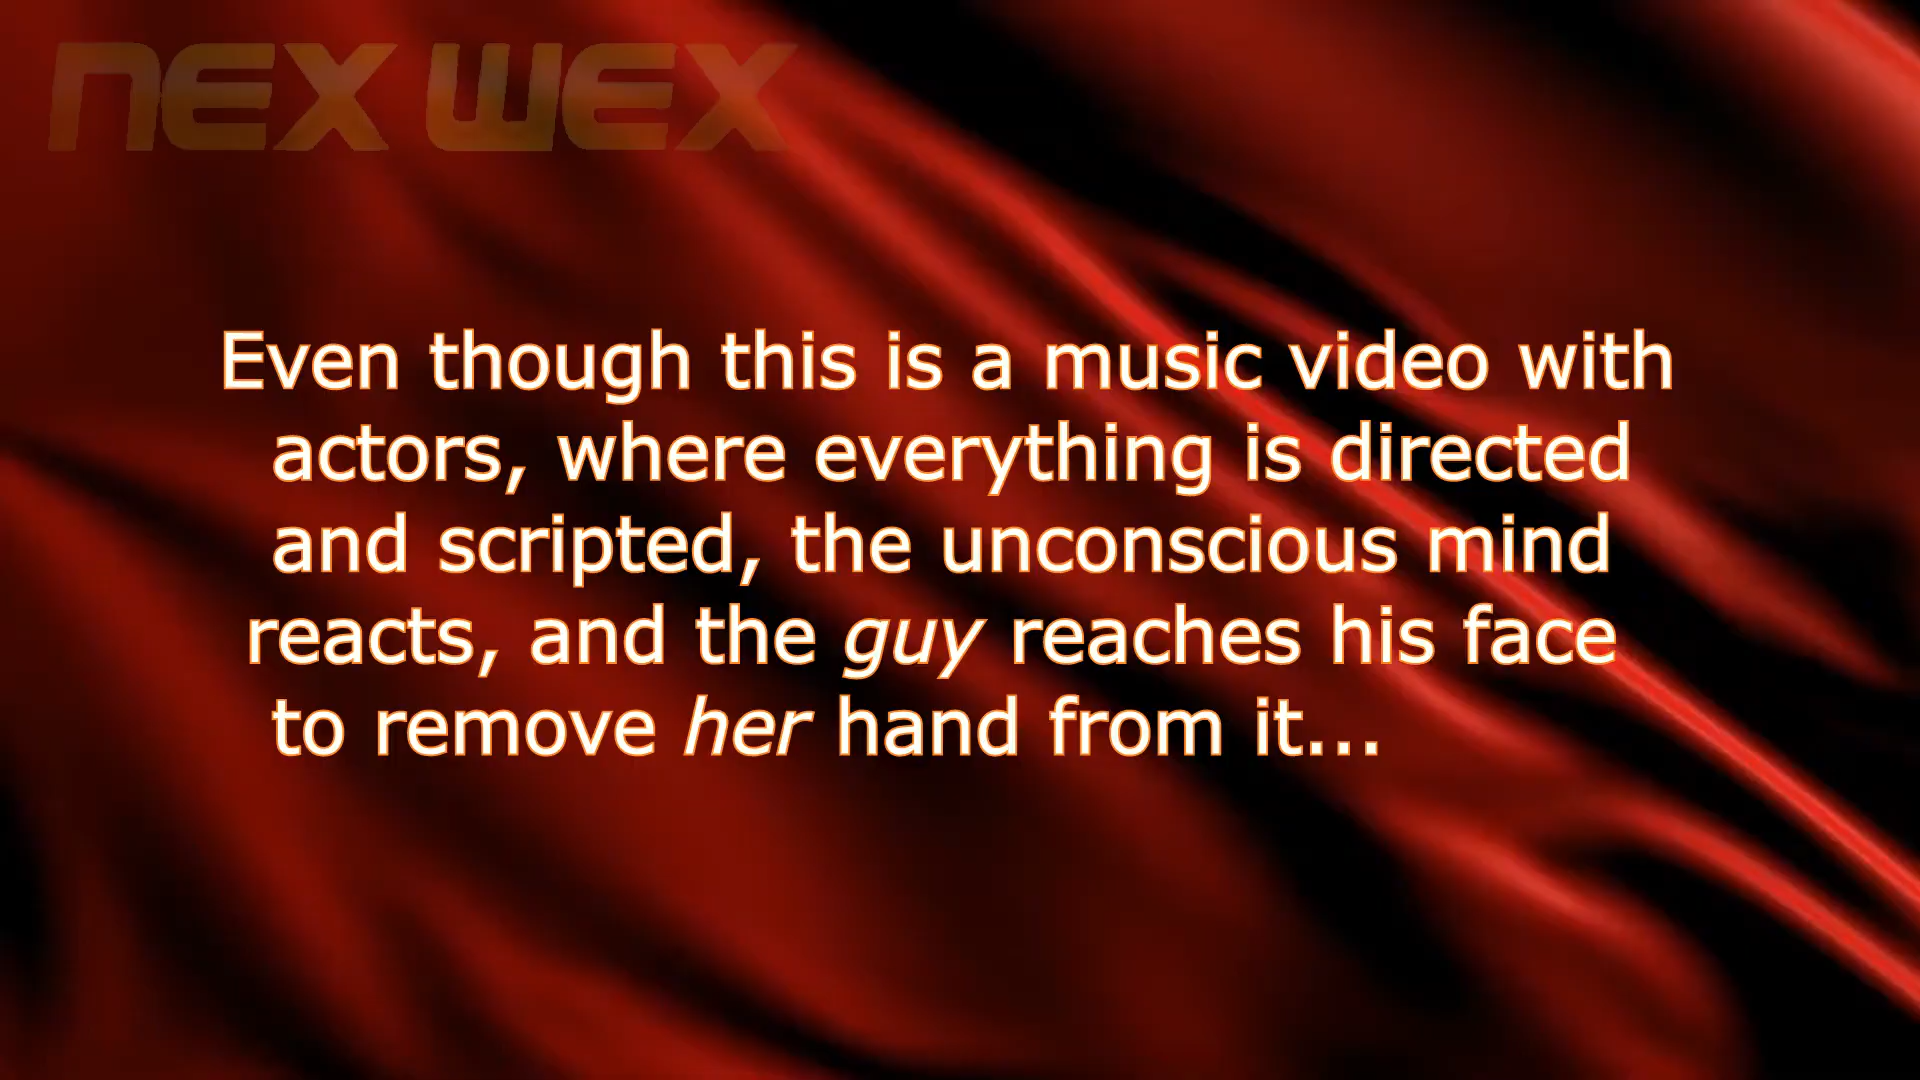 NEX WEX
Even though this is a music video with
actors, where everything is directed
and scripted, the unconscious mind
reacts, and the guy reaches his face
to remove her hand from it...